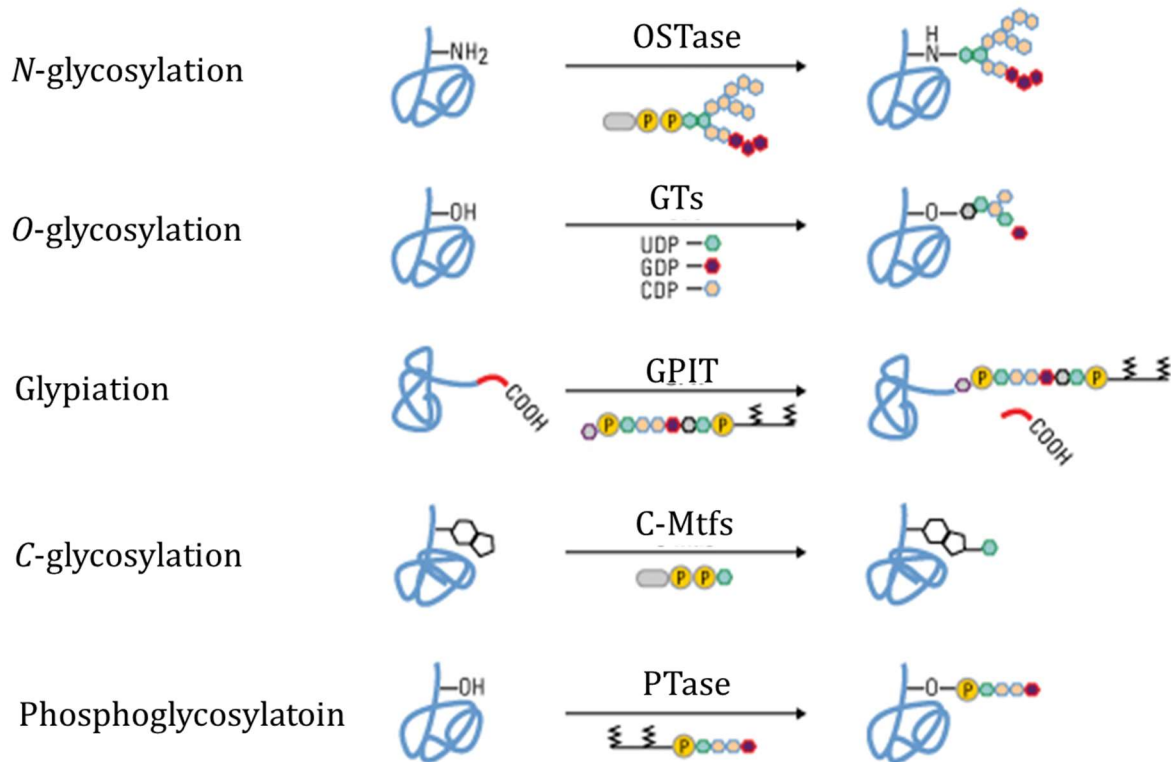 N-glycosylation
NH2
OSTase
P P
H
N
O-glycosylation
OH
GTs
UDP
GDP
CDP
O
Glypiation
COOH
GPIT
P P
P P
COOH
C-glycosylation
C-Mtfs
P P
Phosphoglycosylatoin
OH
PTase
P
O P